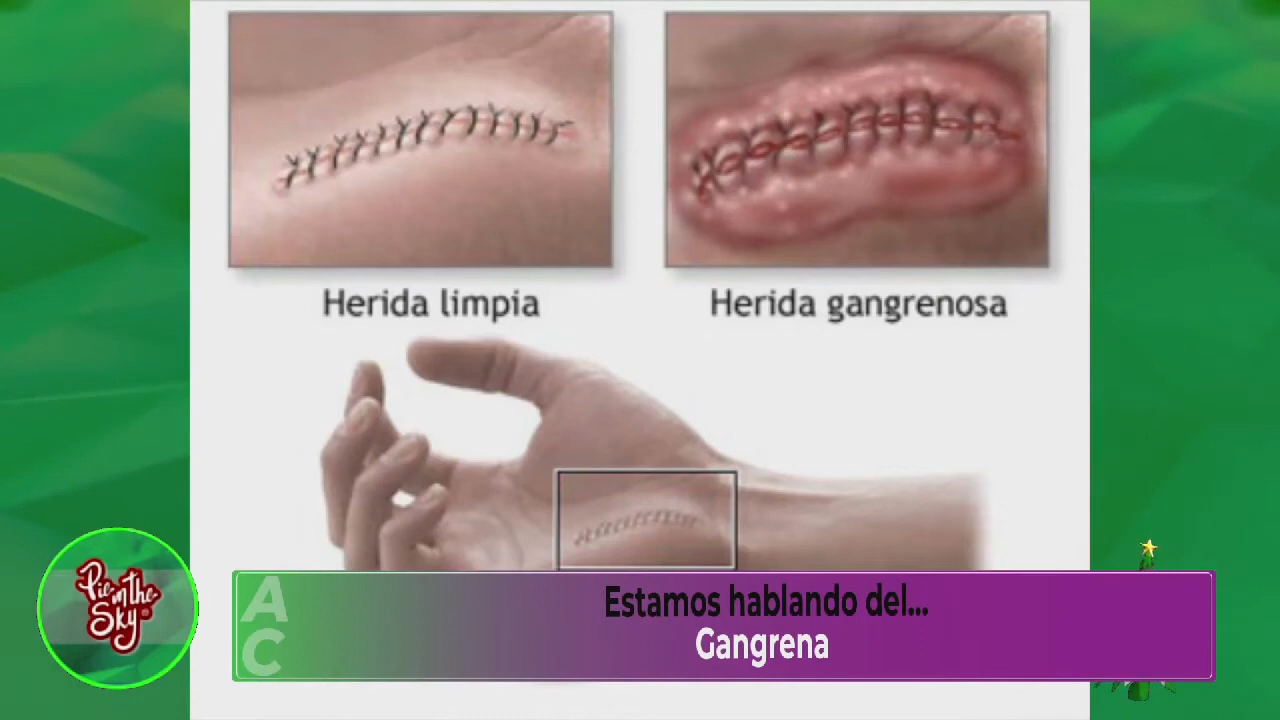 Herida limpia
Herida gangrenosa
Pie in the
Sky
A
C
Estamos hablando del...
Gangrena